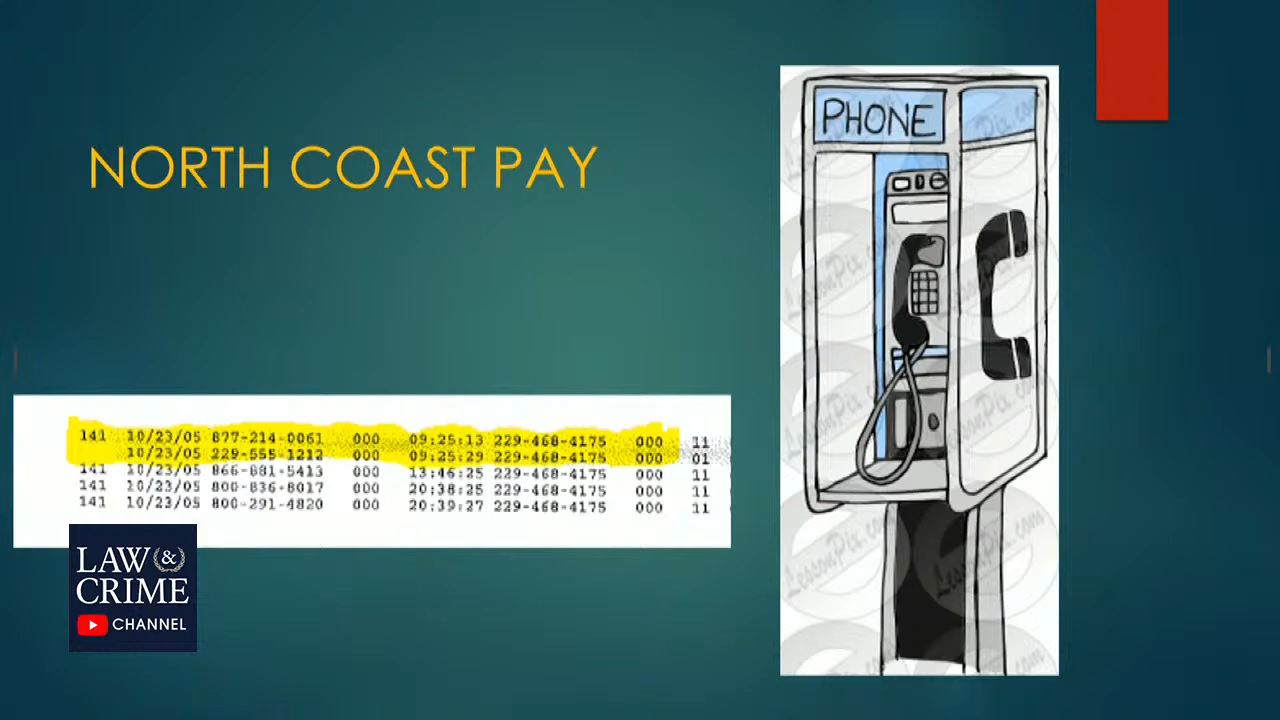 NORTH COAST PAY
PHONE
141 10/23/05 877-214-0061 000 09:25:13 229-468-4175 000 11
10/23/05 229-555-1212 000 09:25:29 229-468-4175 000 01
141 10/23/05 866-881-5413 000 13:46:25 229-468-4175 000 11
141 10/23/05 800-836-8017 000 20:38:25 229-468-4175 000 11
141 10/23/05 800-291-4820 000 20:39:27 229-468-4175 000 11
LAW &
CRIME
CHANNEL
LessonPix.com
LessonPix.com